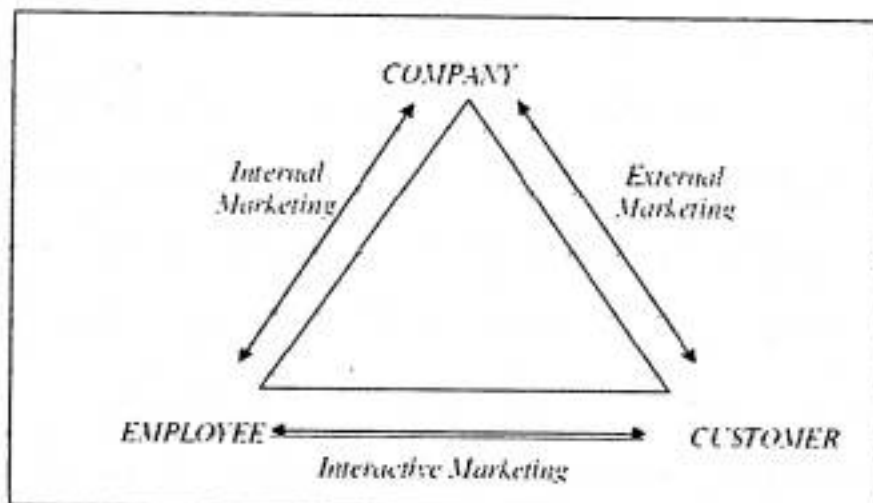 COMPANY
Internal
Marketing
External
Marketing
EMPLOYEE
CUSTOMER
Interactive Marketing